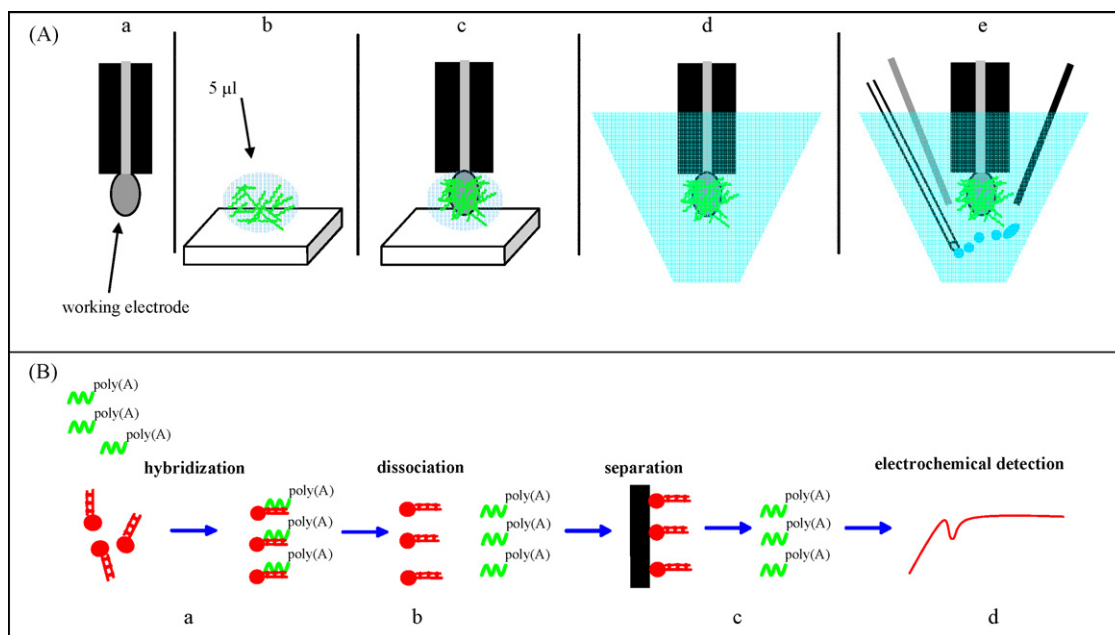 (A)
a
b
c
d
e
5 µl
working electrode
(B)
poly(A)
poly(A)
poly(A)
hybridization
dissociation
separation
electrochemical detection
poly(A)
poly(A)
poly(A)
poly(A)
poly(A)
poly(A)
poly(A)
poly(A)
poly(A)
a
b
c
d